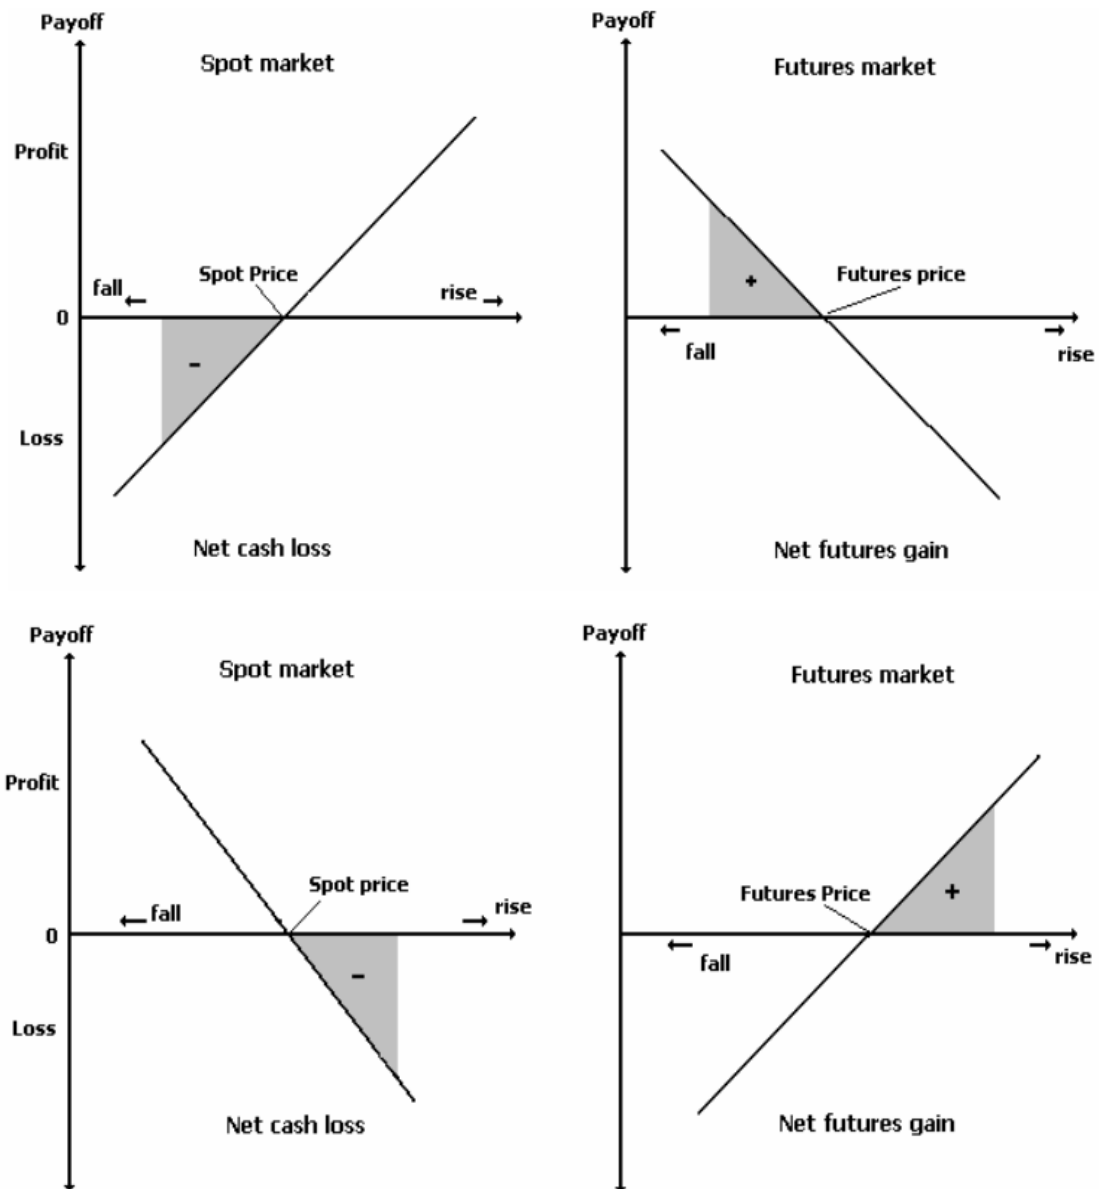 Payoff
Spot market
Profit
Spot Price
fall
rise
0
-
Loss
Net cash loss
Payoff
Futures market
+
Futures price
fall
rise
Net futures gain
Payoff
Spot market
Profit
Spot price
fall
rise
0
-
Loss
Net cash loss
Payoff
Futures market
Futures Price
+
fall
rise
Net futures gain